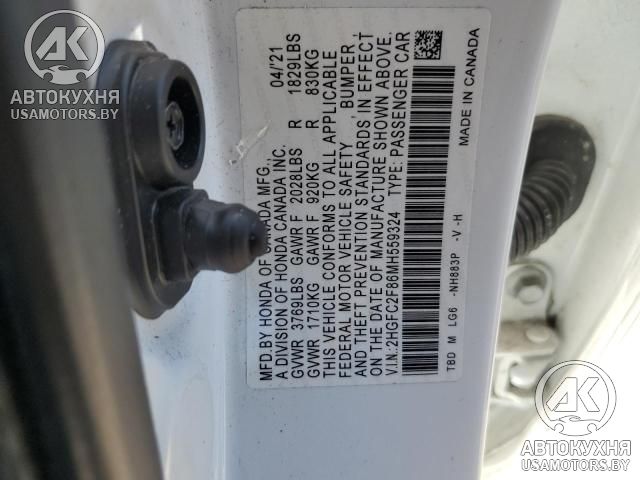 MFD.BY HONDA OF CANADA MFG., 04/'21
A DIVISION OF HONDA CANADA INC.
GVWR 3769LBS GAWR F 2028LBS R 1829LBS
GVWR 1710KG GAWR F 920KG R 830KG
THIS VEHICLE CONFORMS TO ALL APPLICABLE
FEDERAL MOTOR VEHICLE SAFETY, BUMPER,
AND THEFT PREVENTION STANDARDS IN EFFECT
ON THE DATE OF MANUFACTURE SHOWN ABOVE.
V.I.N.:2HGFC2F86MH559324 TYPE: PASSENGER CAR
TBD M LG6 -NH883P -V -H MADE IN CANADA
АК
АВТОКУХНЯ
USAMOTORS.BY
АК
АВТОКУХНЯ
USAMOTORS.BY